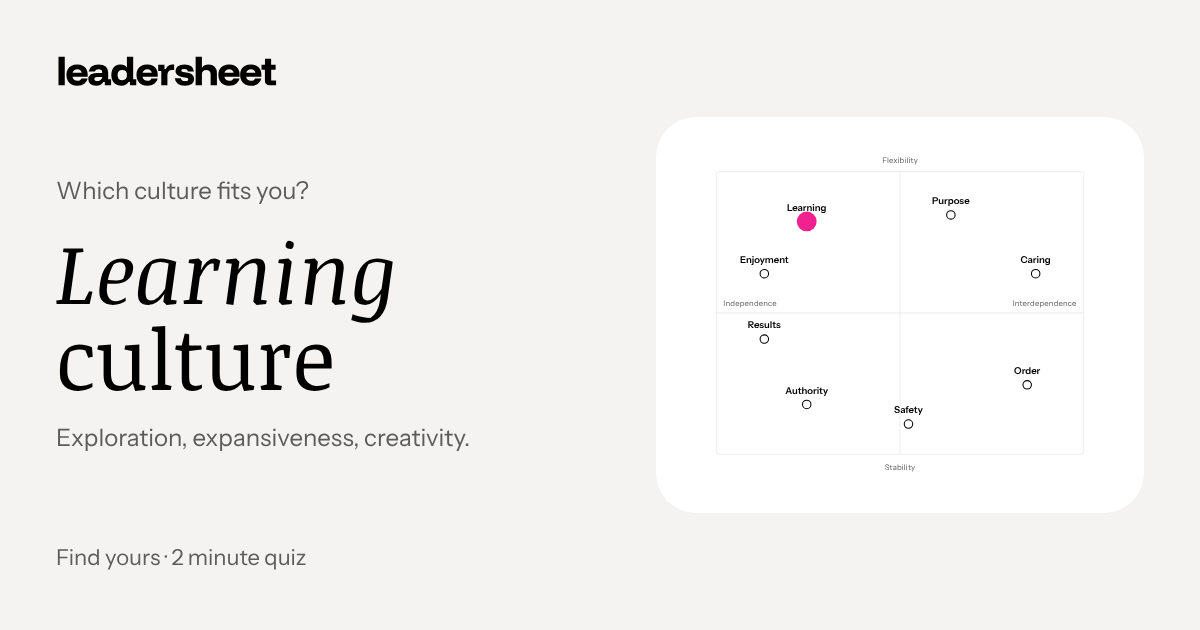 leadersheet
Which culture fits you?
Learning
culture
Exploration, expansiveness, creativity.
Find yours · 2 minute quiz
Flexibility
Learning
Purpose
Enjoyment
Caring
Independence
Interdependence
Results
Order
Authority
Safety
Stability